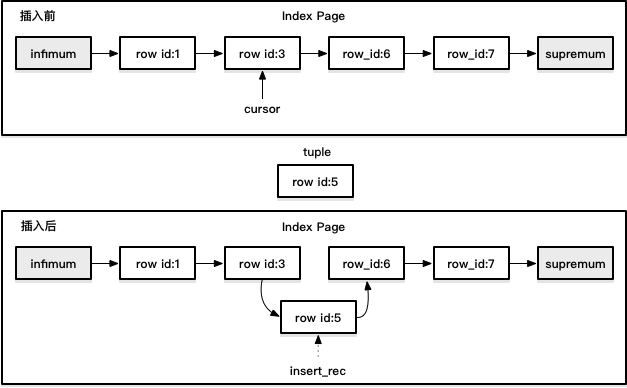 插入前
Index Page
infimum
row id:1
row id:3
row_id:6
row_id:7
supremum
cursor
tuple
row id:5
插入后
Index Page
infimum
row id:1
row id:3
row_id:6
row_id:7
supremum
row id:5
insert_rec